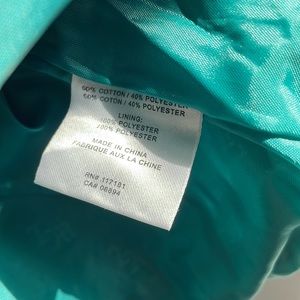 60% COTTON / 40% POLYESTER
60% COTON / 40% POLYESTER
LINING:
100% POLYESTER
100% POLYESTER
MADE IN CHINA
FABRIQUE AUX LA CHINE
RN# 117181
CA# 06894